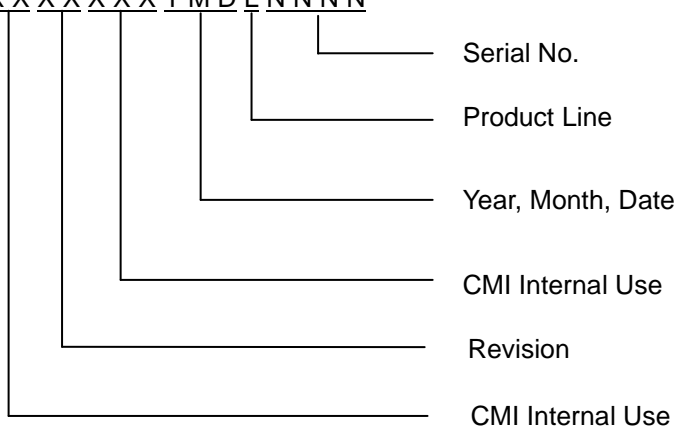 X X X X X X X Y M D L N N N N
Serial No.
Product Line
Year, Month, Date
CMI Internal Use
Revision
CMI Internal Use